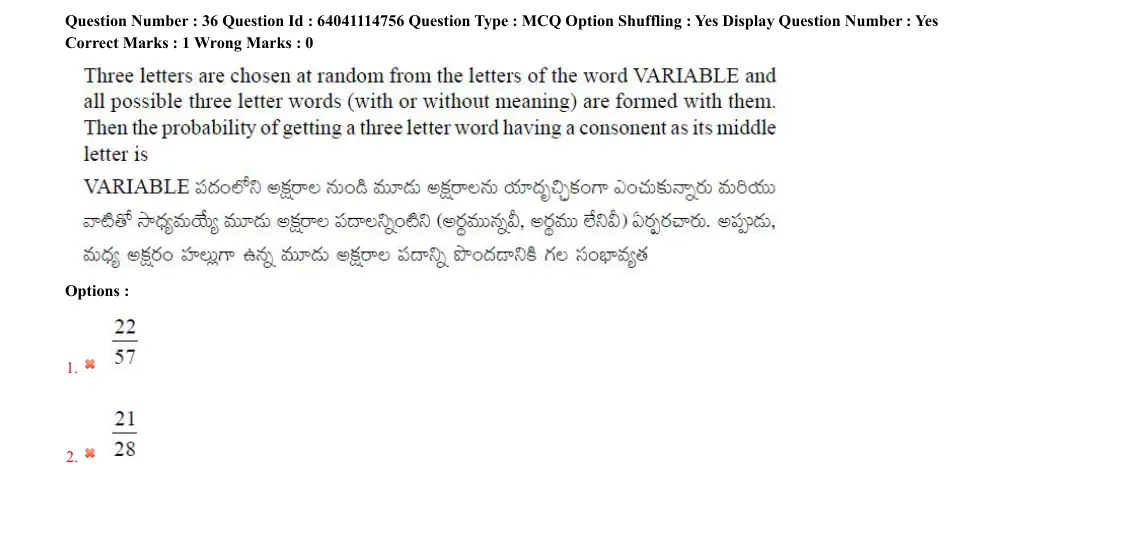 Question Number : 36 Question Id : 64041114756 Question Type : MCQ Option Shuffling : Yes Display Question Number : Yes
Correct Marks : 1 Wrong Marks : 0
Three letters are chosen at random from the letters of the word VARIABLE and
all possible three letter words (with or without meaning) are formed with them.
Then the probability of getting a three letter word having a consonent as its middle
letter is
VARIABLE పదంలోని అక్షరాల నుండి మూడు అక్షరాలను యాదృచ్ఛికంగా ఎంచుకున్నారు మరియు
వాటితో సాధ్యమయ్యే మూడు అక్షరాల పదాలన్నింటిని (అర్థమున్నవీ, అర్థము లేనివీ) ఏర్పరచారు. అప్పుడు,
మధ్య అక్షరం హల్లుగా ఉన్న మూడు అక్షరాల పదాన్ని పొందడానికి గల సంభావ్యత
Options :
22
1. ✖ 57
21
2. ✖ 28